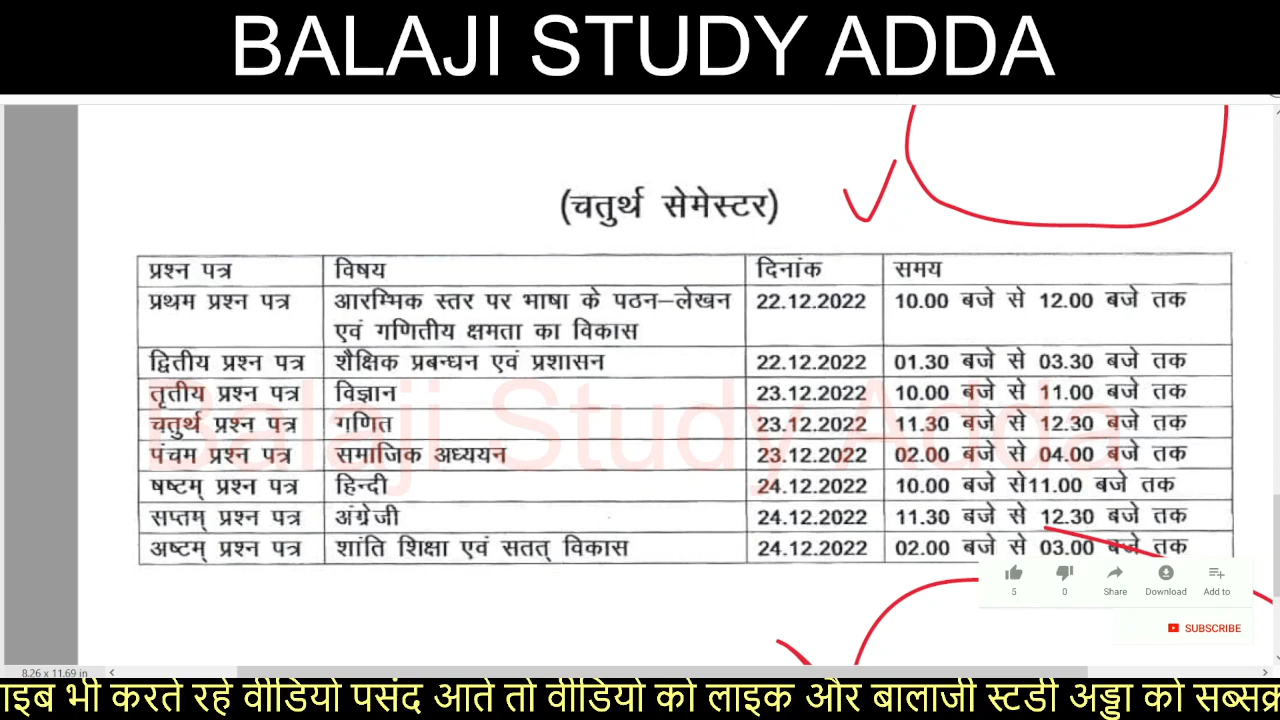 BALAJI STUDY ADDA
(चतुर्थ सेमेस्टर)
प्रश्न पत्र विषय दिनांक समय
प्रथम प्रश्न पत्र आरम्भिक स्तर पर भाषा के पठन–लेखन 22.12.2022 10.00 बजे से 12.00 बजे तक
एवं गणितीय क्षमता का विकास
द्वितीय प्रश्न पत्र शैक्षिक प्रबन्धन एवं प्रशासन 22.12.2022 01.30 बजे से 03.30 बजे तक
तृतीय प्रश्न पत्र विज्ञान 23.12.2022 10.00 बजे से 11.00 बजे तक
चतुर्थ प्रश्न पत्र गणित 23.12.2022 11.30 बजे से 12.30 बजे तक
Balaji Study Adda
पंचम प्रश्न पत्र समाजिक अध्ययन 23.12.2022 02.00 बजे से 04.00 बजे तक
षष्टम् प्रश्न पत्र हिन्दी 24.12.2022 10.00 बजे से11.00 बजे तक
सप्तम् प्रश्न पत्र अंग्रेजी 24.12.2022 11.30 बजे से 12.30 बजे तक
अष्टम् प्रश्न पत्र शांति शिक्षा एवं सतत् विकास 24.12.2022 02.00 बजे से 03.00 बजे तक
5 0 Share Download Add to
SUBSCRIBE
8.26 x 11.69 in
इब भी करते रहे वीडियो पसंद आते तो वीडियो को लाइक और बालाजी स्टडी अड्डा को सब्सक्र